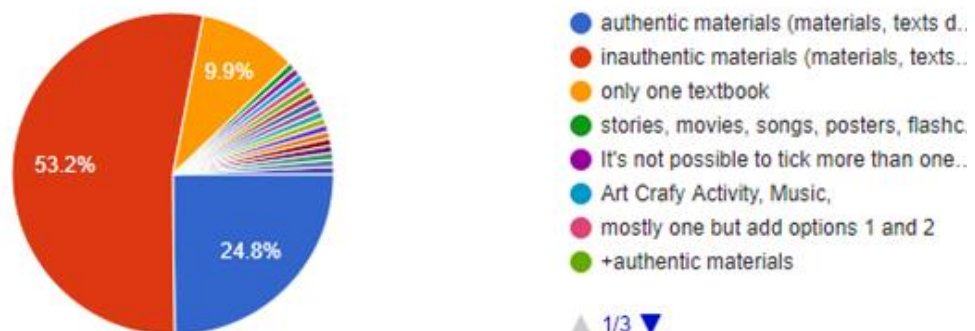 53.2%
9.9%
24.8%
authentic materials (materials, texts d...
inauthentic materials (materials, texts...
only one textbook
stories, movies, songs, posters, flashc...
It's not possible to tick more than one...
Art Crafy Activity, Music,
mostly one but add options 1 and 2
+authentic materials
1/3